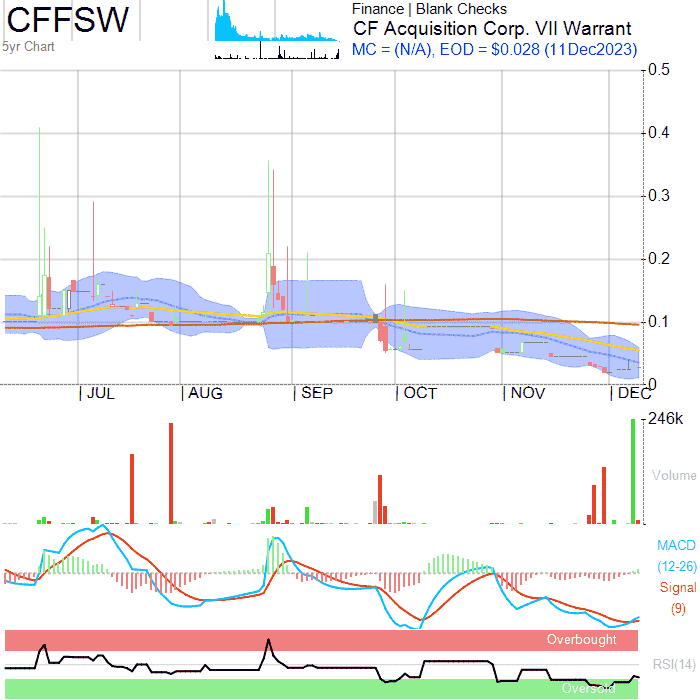 CFFSW
5yr Chart
Finance | Blank Checks
CF Acquisition Corp. VII Warrant
MC = (N/A), EOD = $0.028 (11Dec2023)
0.5
0.4
0.3
0.2
0.1
0
JUL AUG SEP OCT NOV DEC
246k
Volume
MACD
(12-26)
Signal
(9)
Overbought
RSI(14)
Oversold